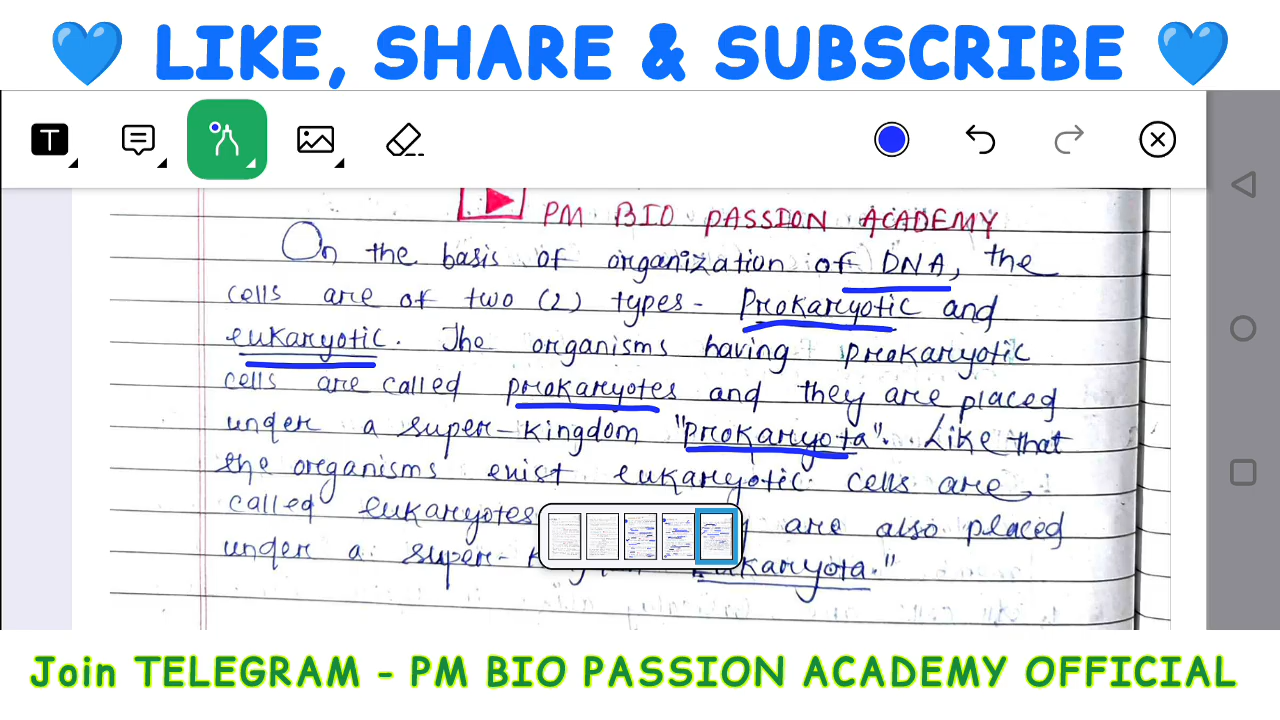 💙 LIKE, SHARE & SUBSCRIBE 💙
T
PM BIO PASSION ACADEMY
On the basis of organization of DNA, the
cells are of two (2) types - Prokaryotic and
eukaryotic. The organisms having prokaryotic
cells are called prokaryotes and they are placed
under a super-kingdom "prokaryota". Like that
the organisms exist eukaryotic cells are
called eukaryotes are also placed
under a super- eukaryota."
Join TELEGRAM - PM BIO PASSION ACADEMY OFFICIAL